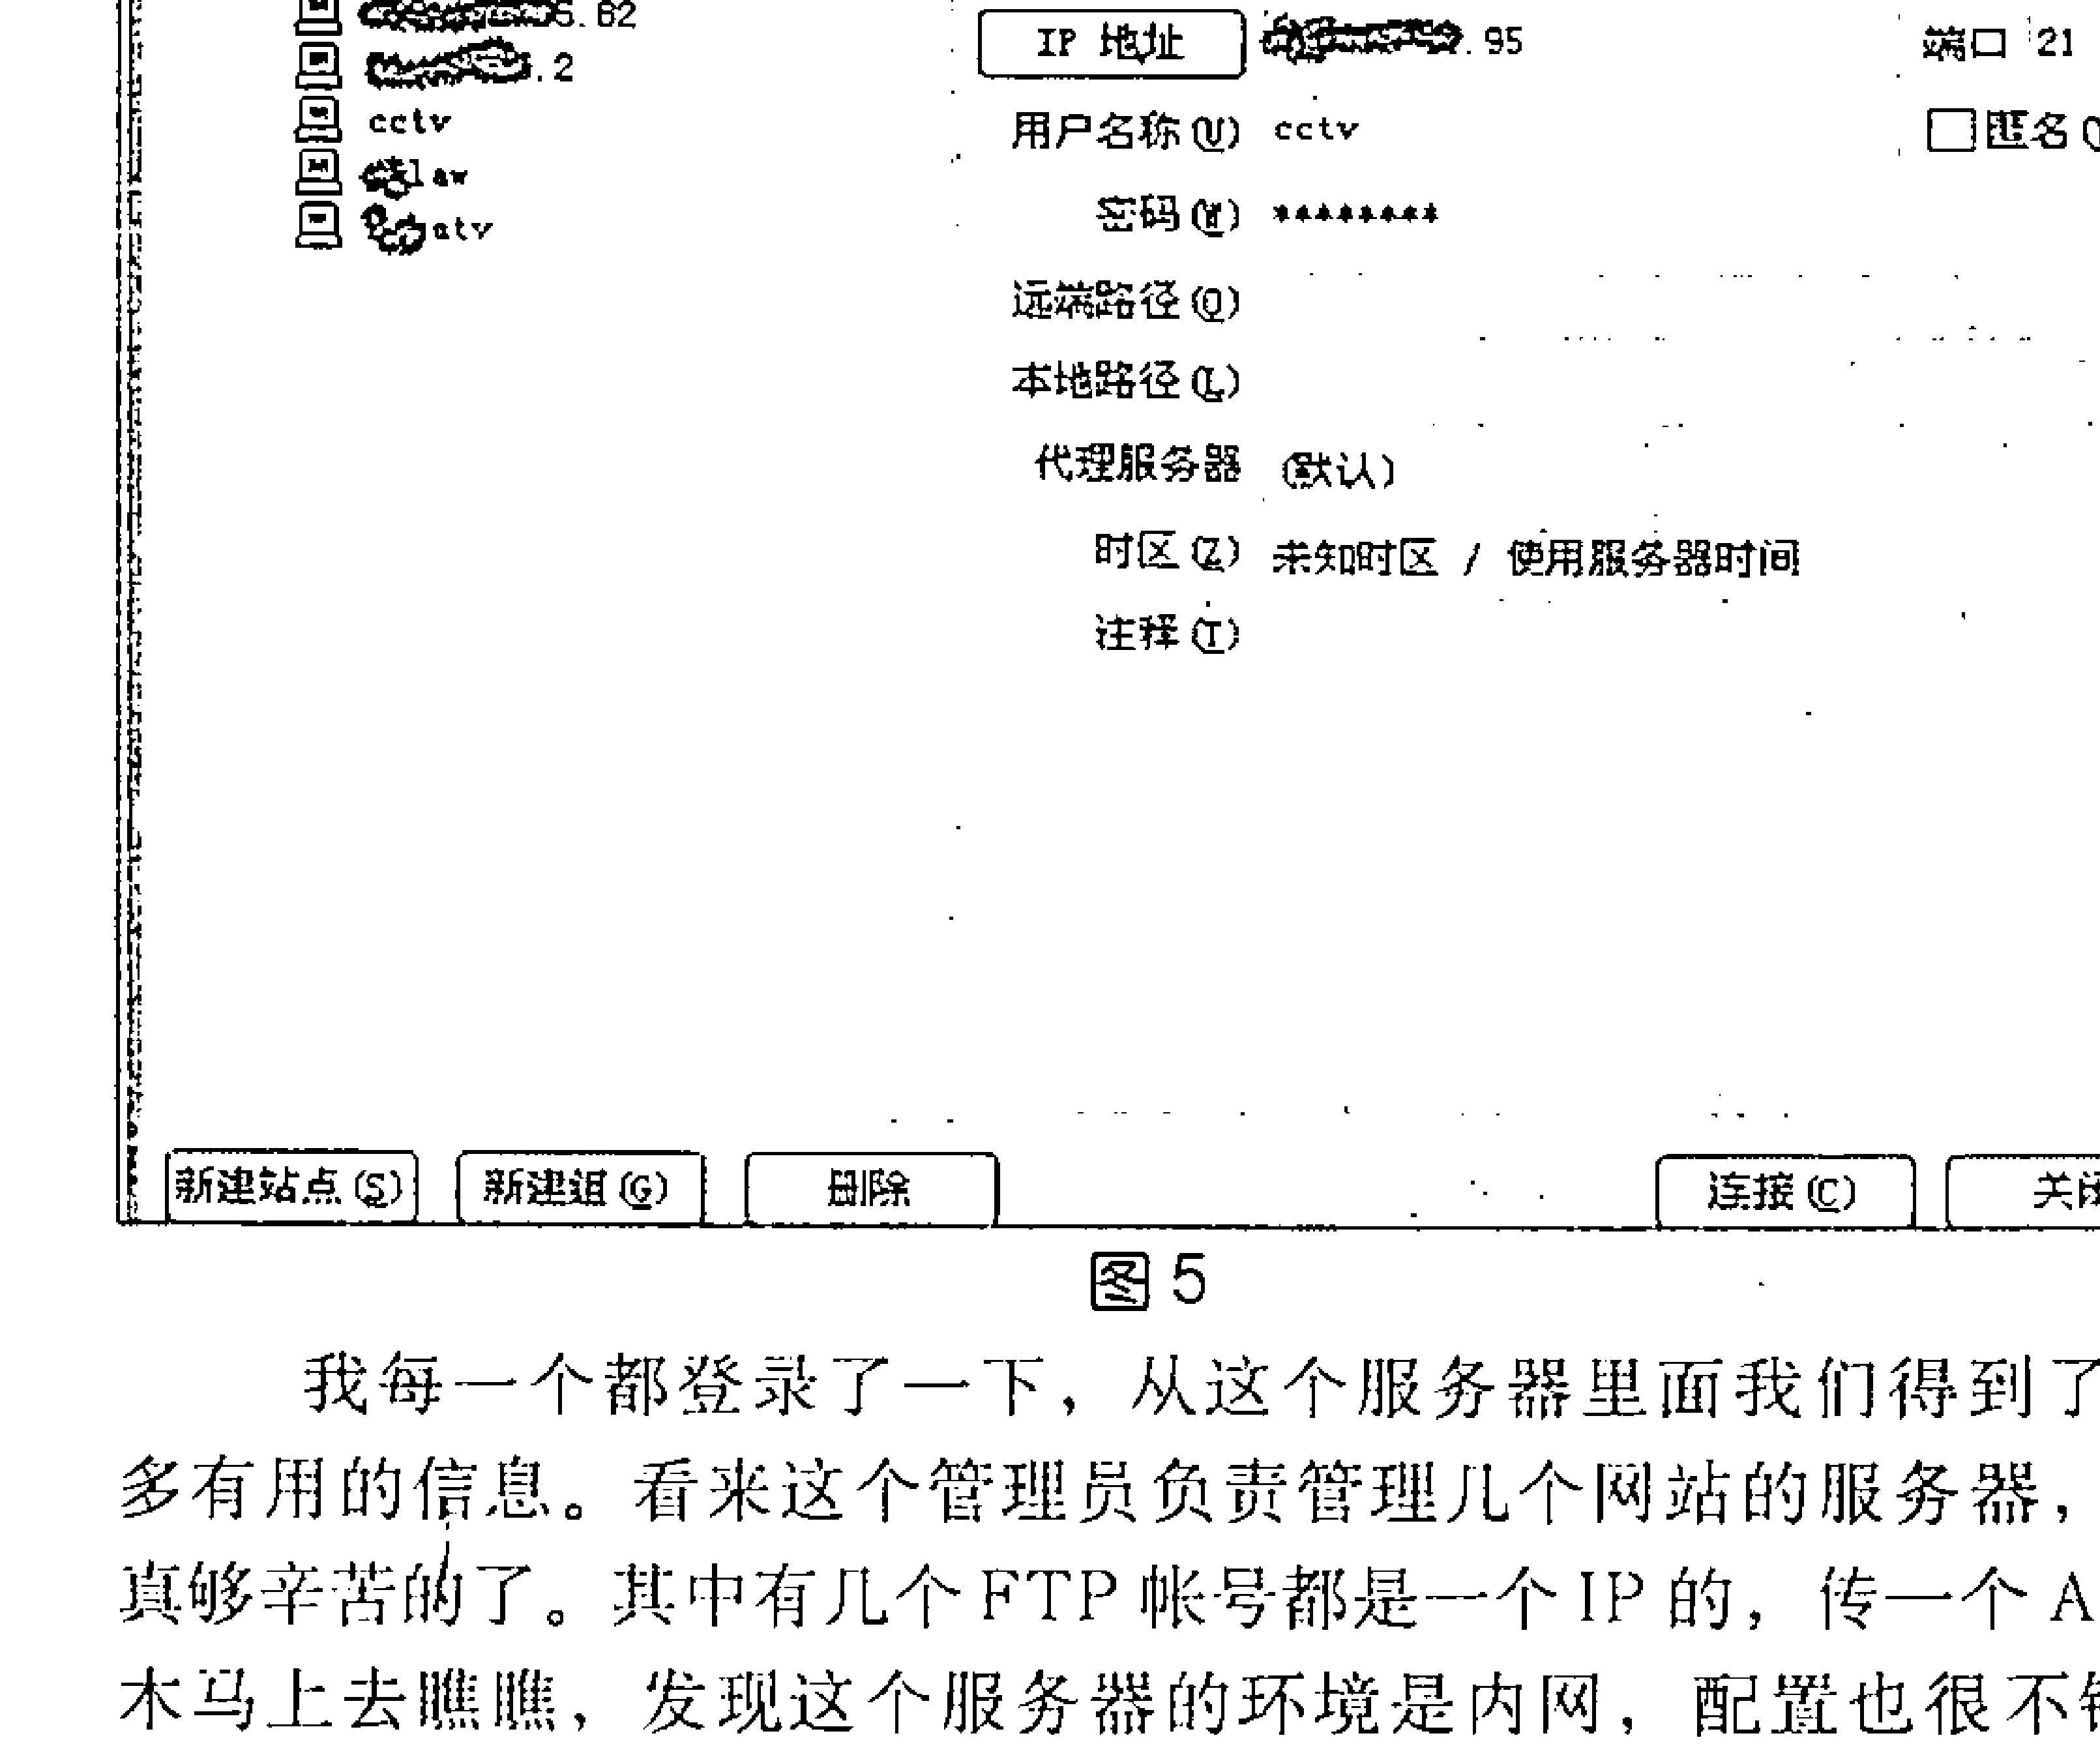 5.82
IP 地址 .95 端口 21
.2
cctv
用户名称(U) cctv 匿名(
law
密码(W) ********
atv
远端路径(O)
本地路径(L)
代理服务器 (默认)
时区(Z) 未知时区 / 使用服务器时间
注释(T)
新建站点(S) 新建组(G) 删除 连接(C) 关闭
图 5
我每一个都登录了一下，从这个服务器里面我们得到了
多有用的信息。看来这个管理员负责管理几个网站的服务器，
真够辛苦的了。其中有几个 FTP 帐号都是一个 IP 的，传一个 A
木马上去瞧瞧，发现这个服务器的环境是内网，配置也很不错